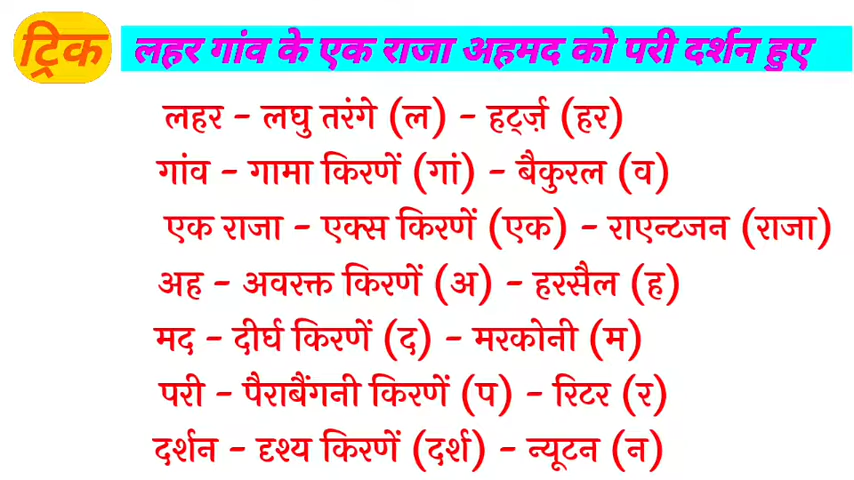 ट्रिक
लहर गांव के एक राजा अहमद को परी दर्शन हुए
लहर - लघु तरंगे (ल) - हर्ट्ज़ (हर)
गांव - गामा किरणें (गां) - बैकुरल (व)
एक राजा - एक्स किरणें (एक) - राएन्टजन (राजा)
अह - अवरक्त किरणें (अ) - हरसैल (ह)
मद - दीर्घ किरणें (द) - मरकोनी (म)
परी - पैराबैंगनी किरणें (प) - रिटर (र)
दर्शन - दृश्य किरणें (दर्श) - न्यूटन (न)